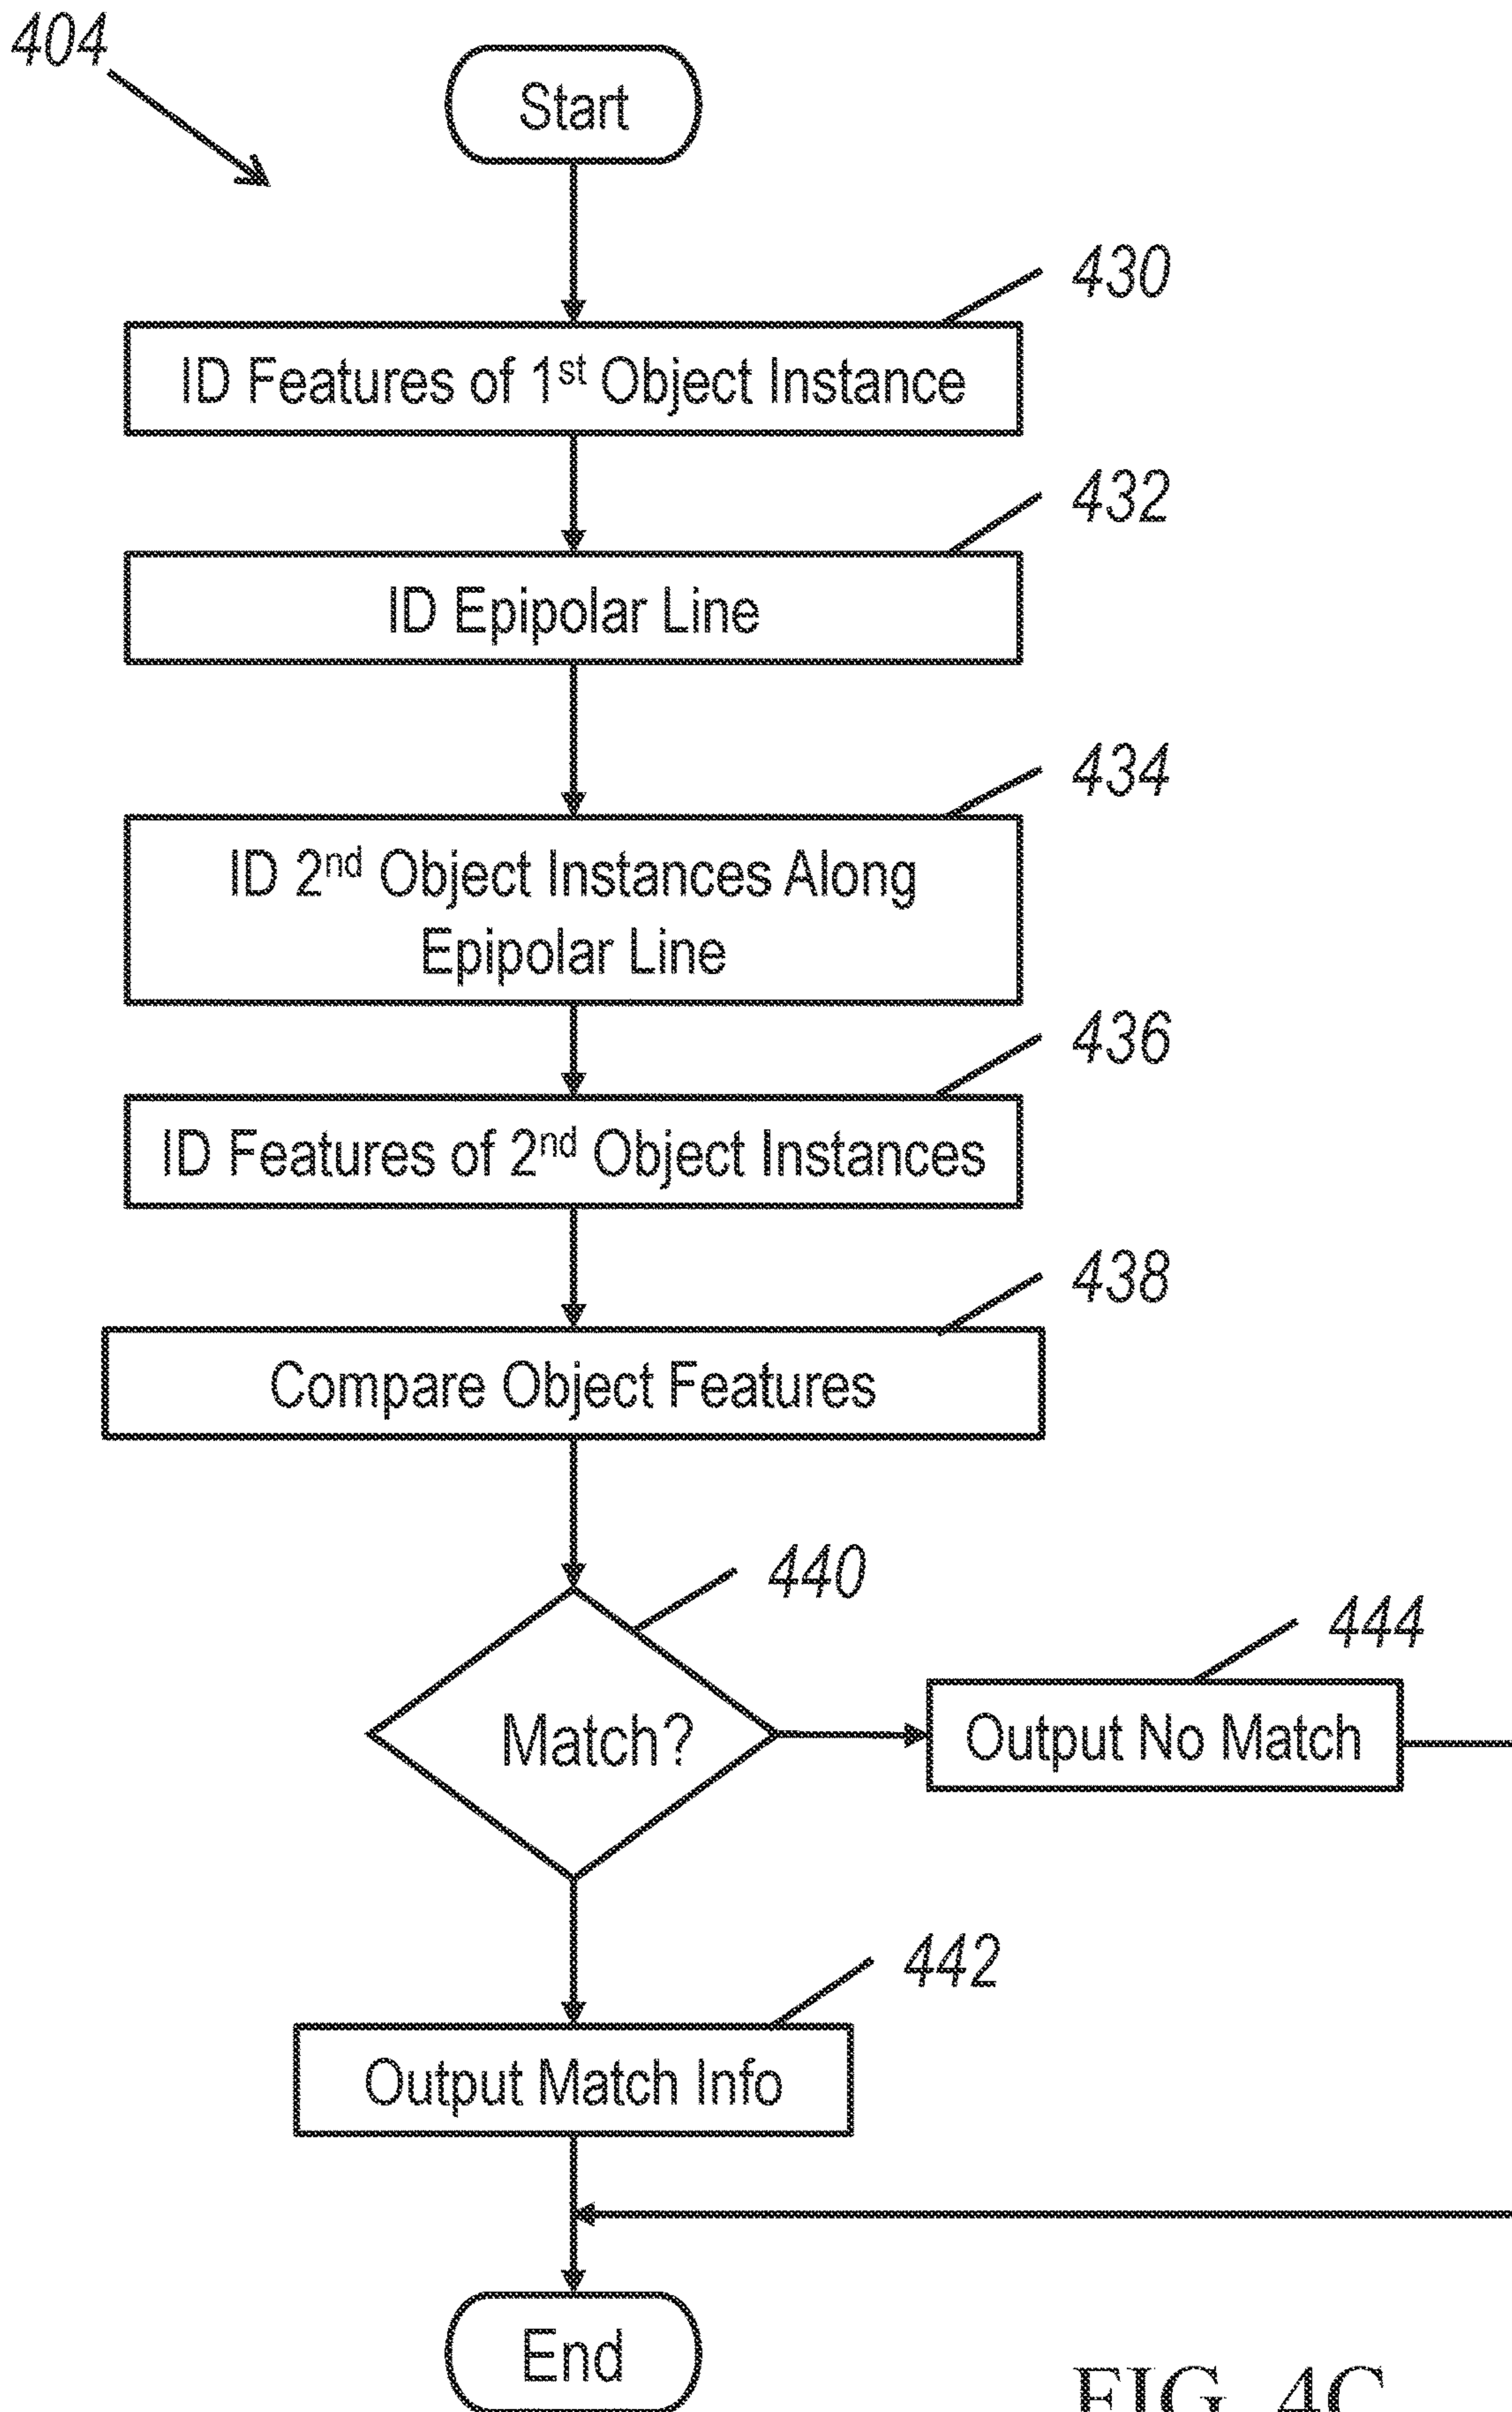 404
Start
430
ID Features of 1st Object Instance
432
ID Epipolar Line
434
ID 2nd Object Instances Along
Epipolar Line
436
ID Features of 2nd Object Instances
438
Compare Object Features
440
Match?
444
Output No Match
442
Output Match Info
End
FIG. 4C